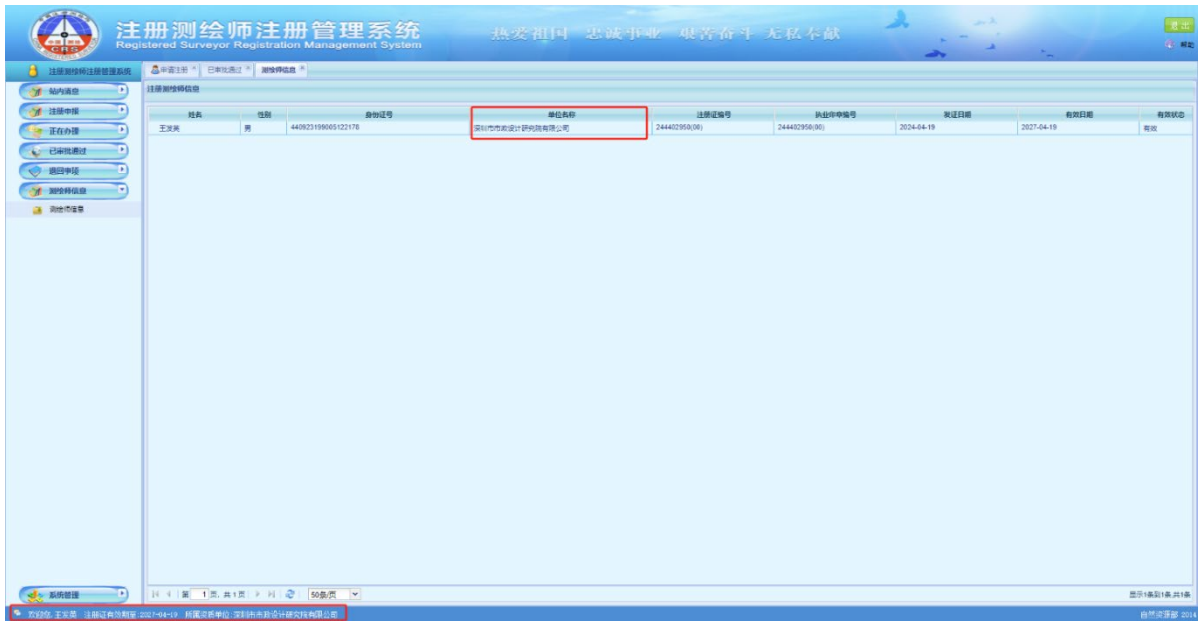 注册测绘师注册管理系统
Registered Surveyor Registration Management System
热爱祖国 忠诚事业 艰苦奋斗 无私奉献
退出
帮助
CRS
注册测绘师注册管理系统
申请注册 已审批通过 测绘师信息
站内消息
注册申报
正在办理
已审批通过
退回申报
测绘师信息
测绘师信息
注册测绘师信息
姓名 性别 身份证号 单位名称 注册证编号 执业印章编号 发证日期 有效日期 有效状态
王发英 男 440923199005122176 深圳市市政设计研究院有限公司 244402950(00) 244402950(00) 2024-04-19 2027-04-19 有效
系统管理
第 1 页,共1页 50条/页
显示1条到1条,共1条
欢迎您,王发英 注册证有效期至:2027-04-19 所属资质单位:深圳市市政设计研究院有限公司
自然资源部 2014